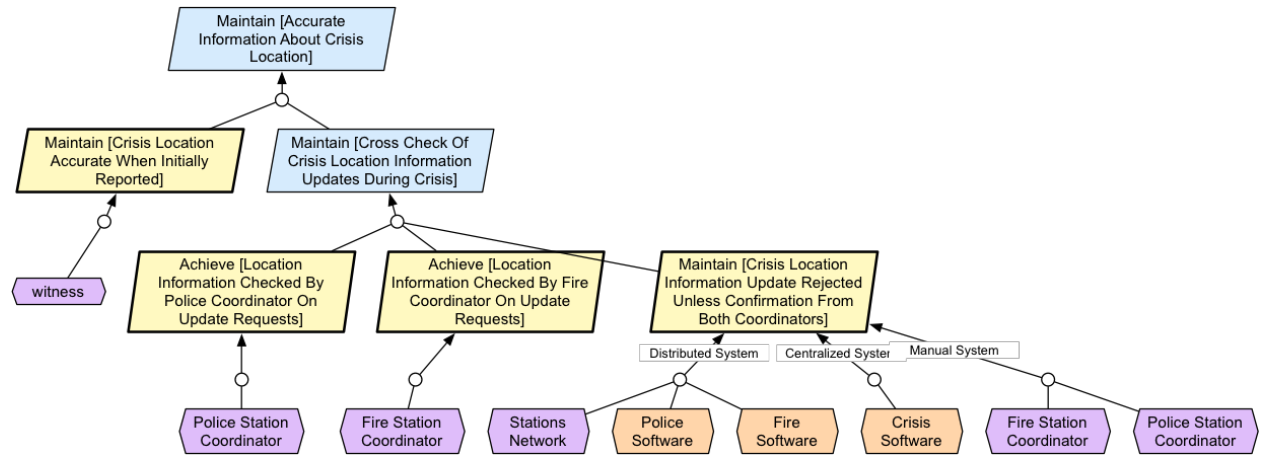 Maintain [Accurate
Information About Crisis
Location]
Maintain [Crisis Location
Accurate When Initially
Reported]
Maintain [Cross Check Of
Crisis Location Information
Updates During Crisis]
witness
Achieve [Location
Information Checked By
Police Coordinator On
Update Requests]
Achieve [Location
Information Checked By Fire
Coordinator On Update
Requests]
Maintain [Crisis Location
Information Update Rejected
Unless Confirmation From
Both Coordinators]
Distributed System
Centralized System
Manual System
Police Station
Coordinator
Fire Station
Coordinator
Stations
Network
Police
Software
Fire
Software
Crisis
Software
Fire Station
Coordinator
Police Station
Coordinator